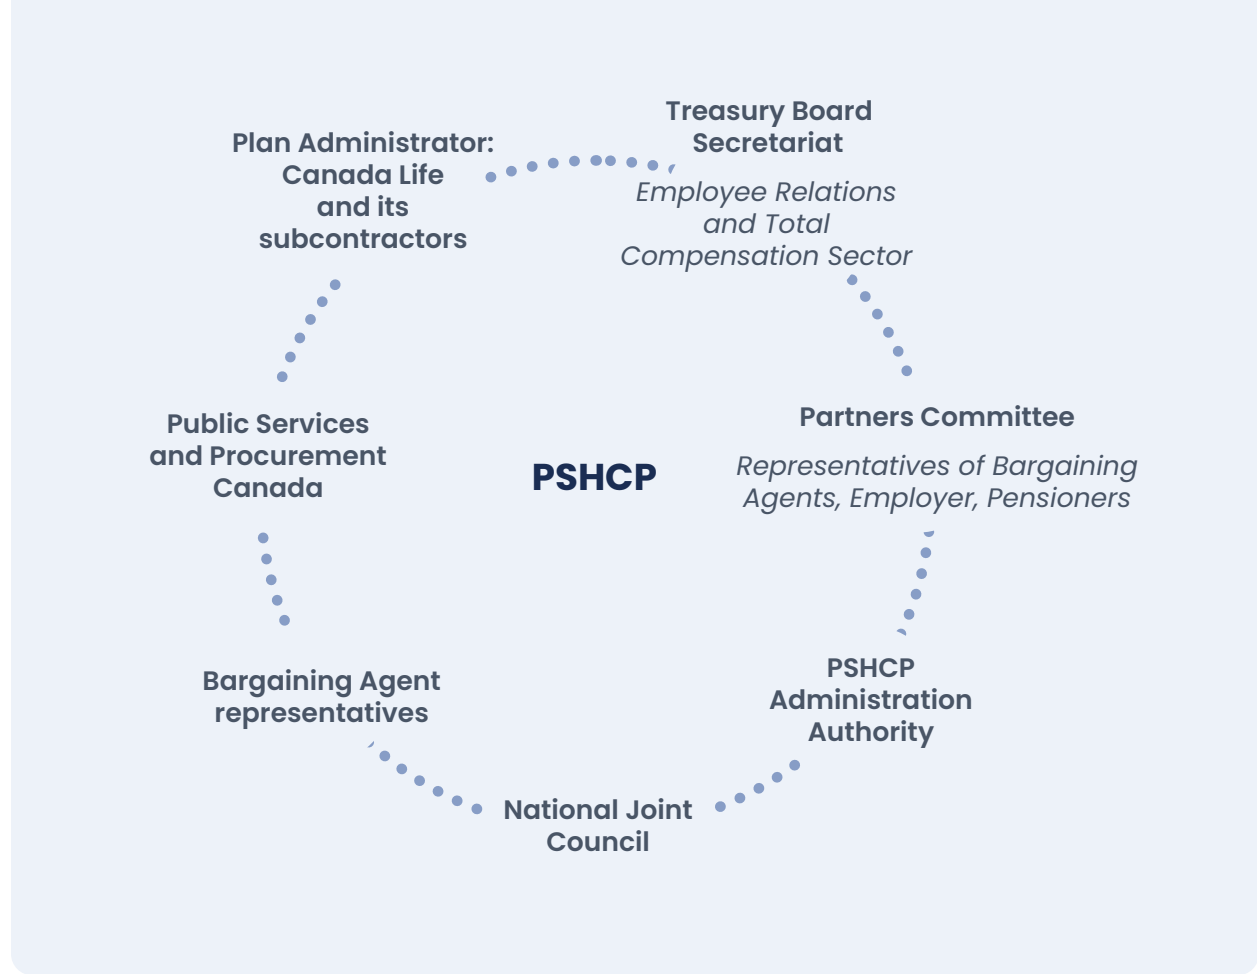 Treasury Board
Secretariat
Employee Relations
and Total
Compensation Sector
Plan Administrator:
Canada Life
and its
subcontractors
Partners Committee
Representatives of Bargaining
Agents, Employer, Pensioners
Public Services
and Procurement
Canada
PSHCP
PSHCP
Administration
Authority
Bargaining Agent
representatives
National Joint
Council